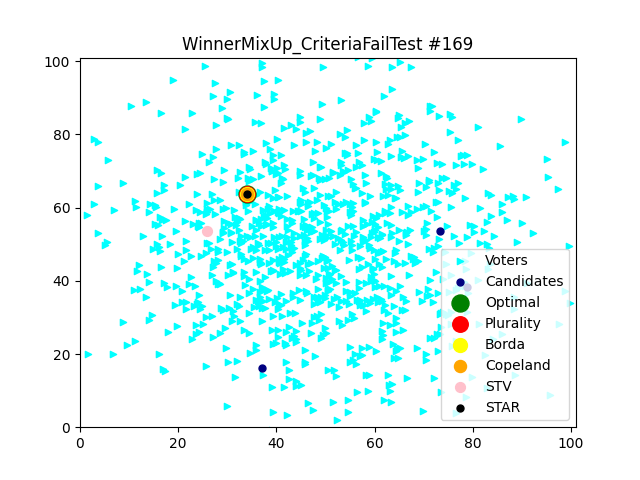 WinnerMixUp_CriteriaFailTest #169
100
80
60
40
20
0
0 20 40 60 80 100
Voters
Candidates
Optimal
Plurality
Borda
Copeland
STV
STAR